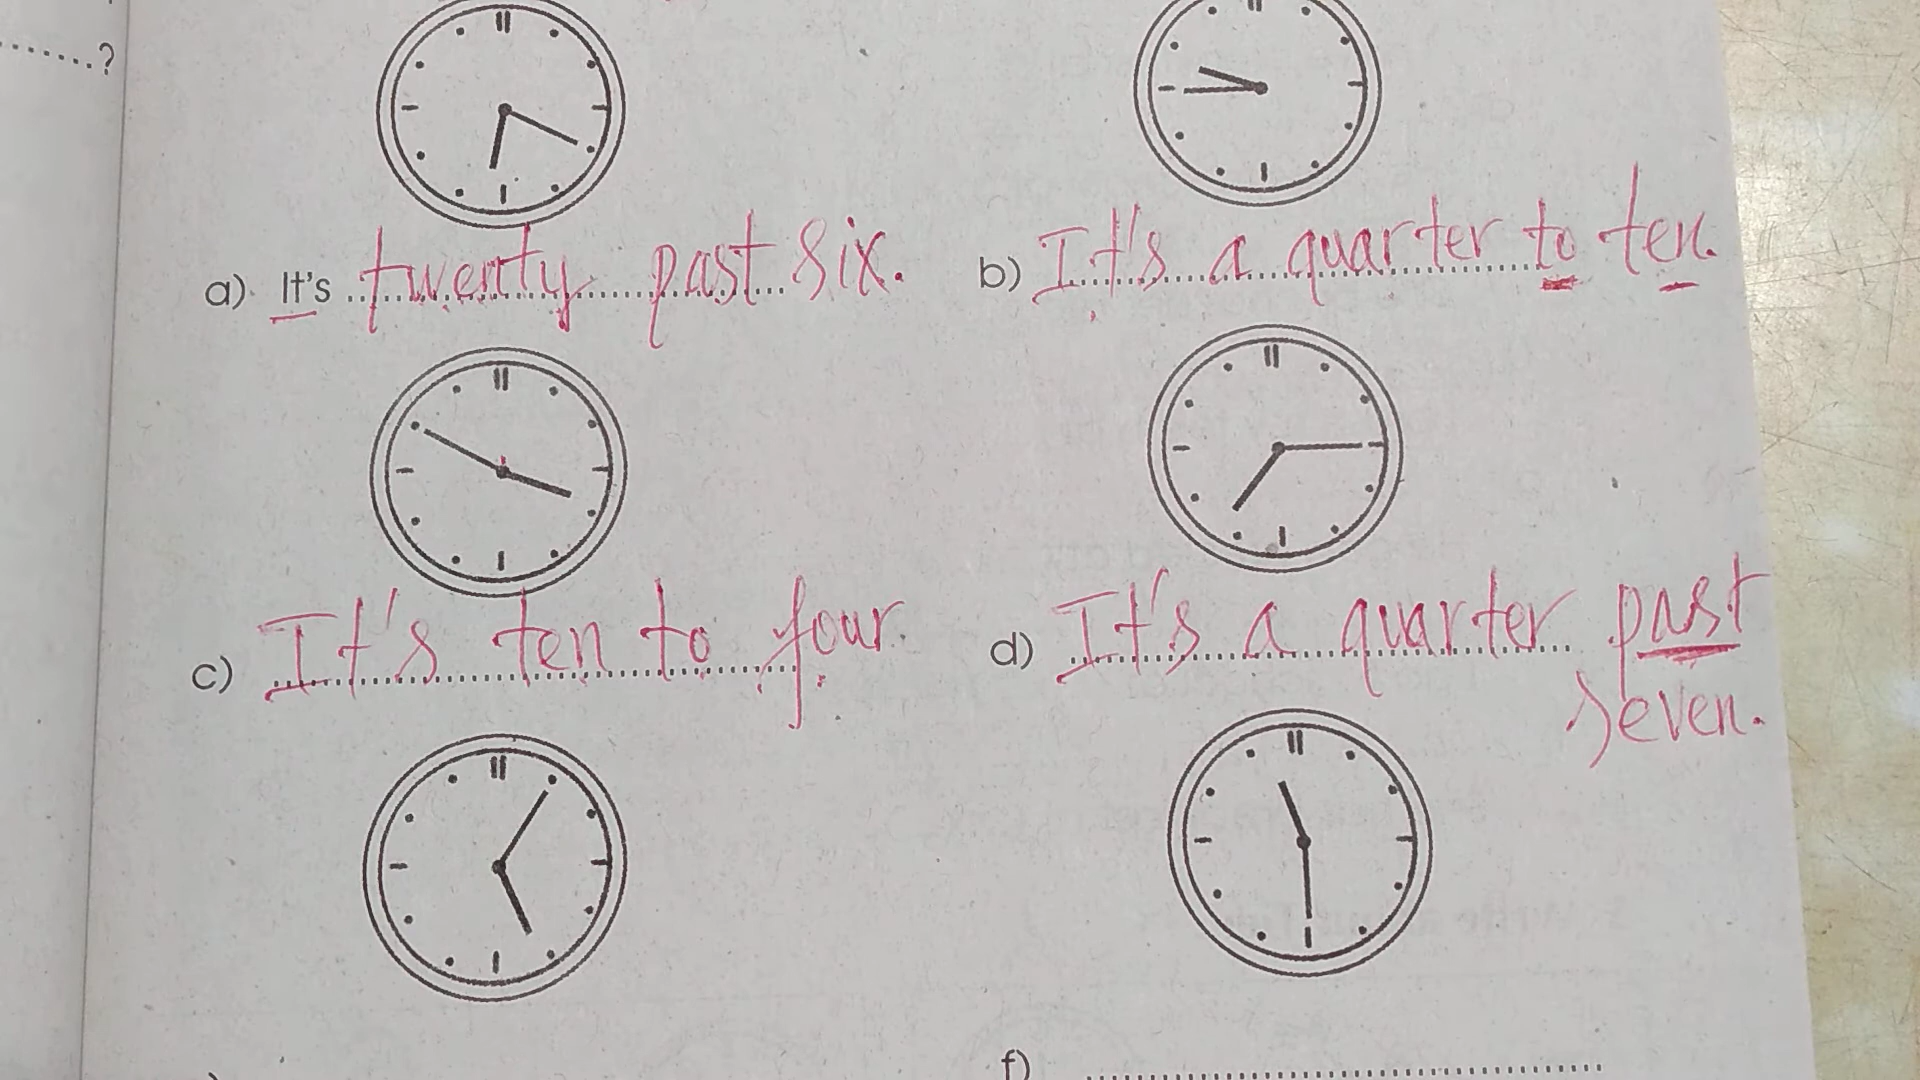 ..........?
a) It's twenty past six.
b) It's a quarter to ten.
c) It's ten to four.
d) It's a quarter past
seven.
f)